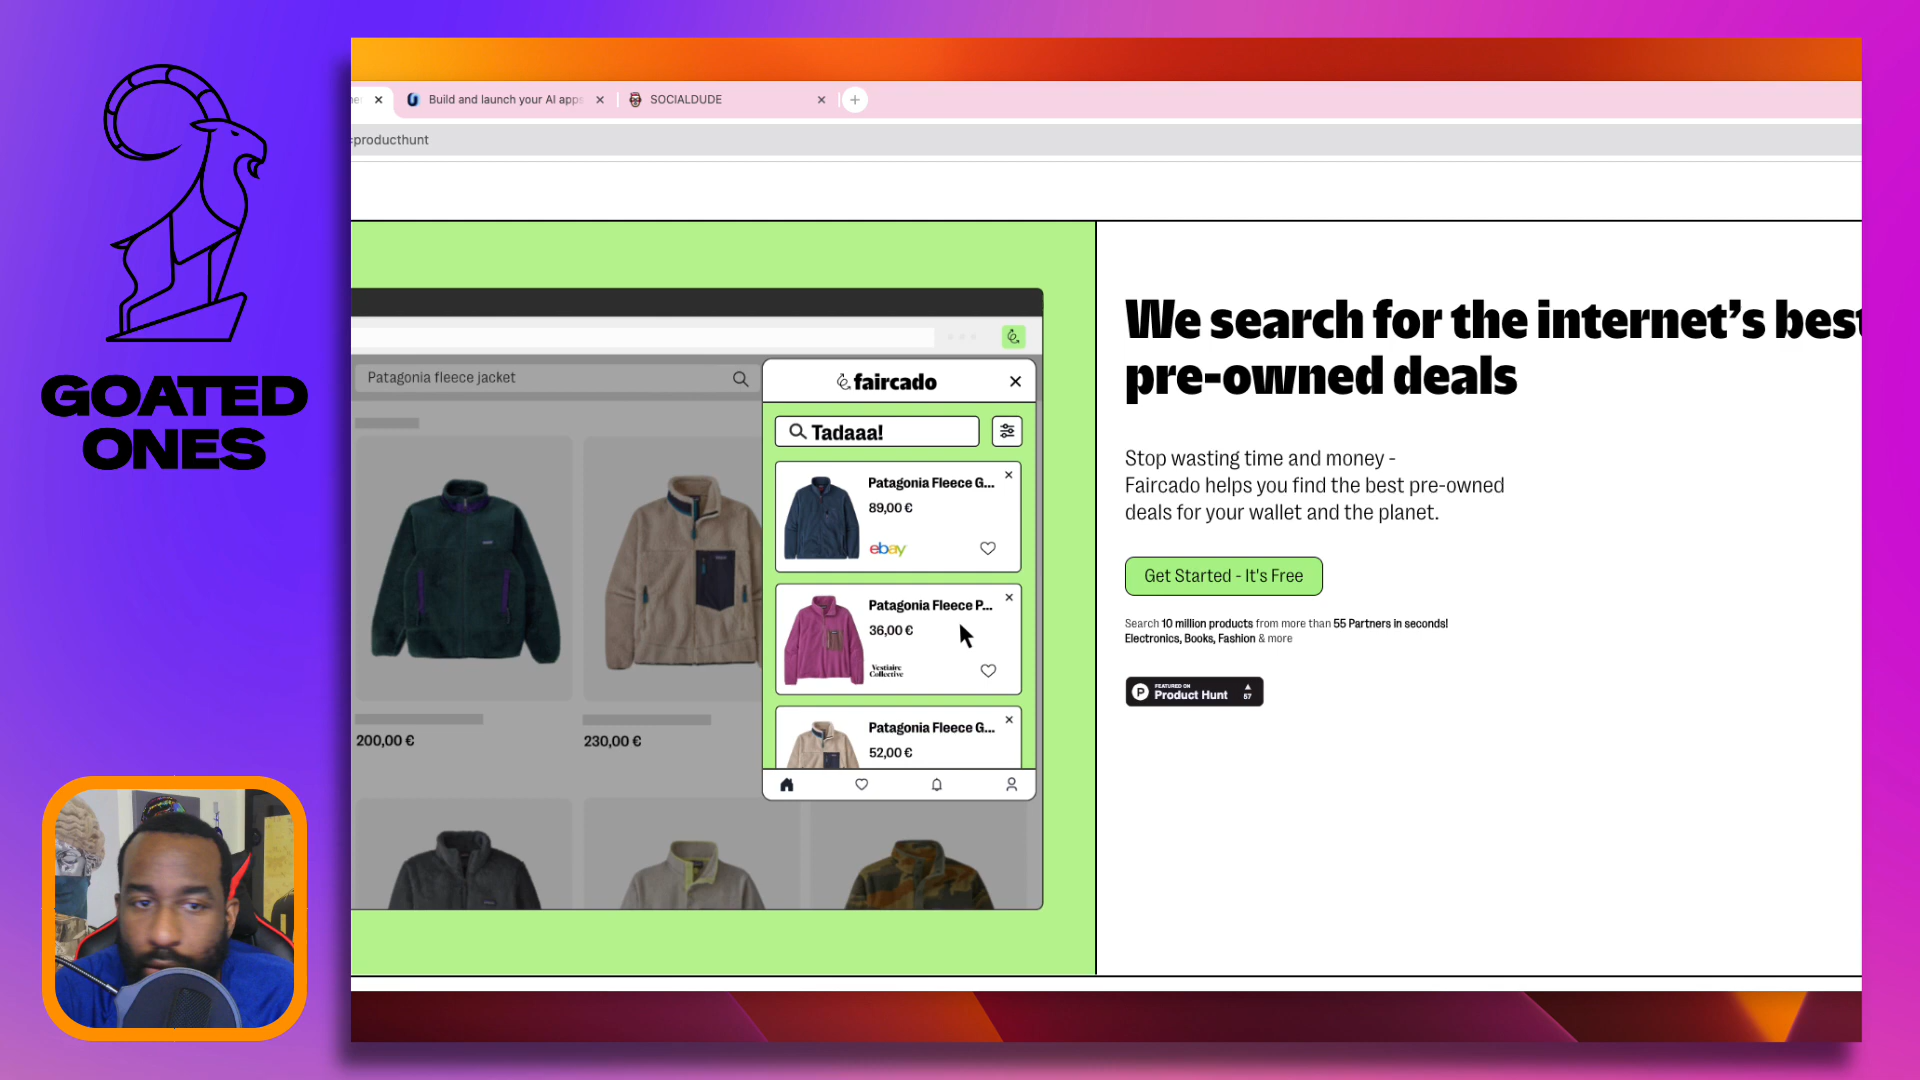 GOATED
ONES
Build and launch your AI apps
SOCIALDUDE
producthunt
Patagonia fleece jacket
200,00 €
230,00 €
faircado
Tadaaa!
Patagonia Fleece G...
89,00 €
ebay
Patagonia Fleece P...
36,00 €
Vestiaire
Collective
Patagonia Fleece G...
52,00 €
We search for the internet's best
pre-owned deals
Stop wasting time and money -
Faircado helps you find the best pre-owned
deals for your wallet and the planet.
Get Started - It's Free
Search 10 million products from more than 55 Partners in seconds!
Electronics, Books, Fashion & more
FEATURED ON
Product Hunt
57